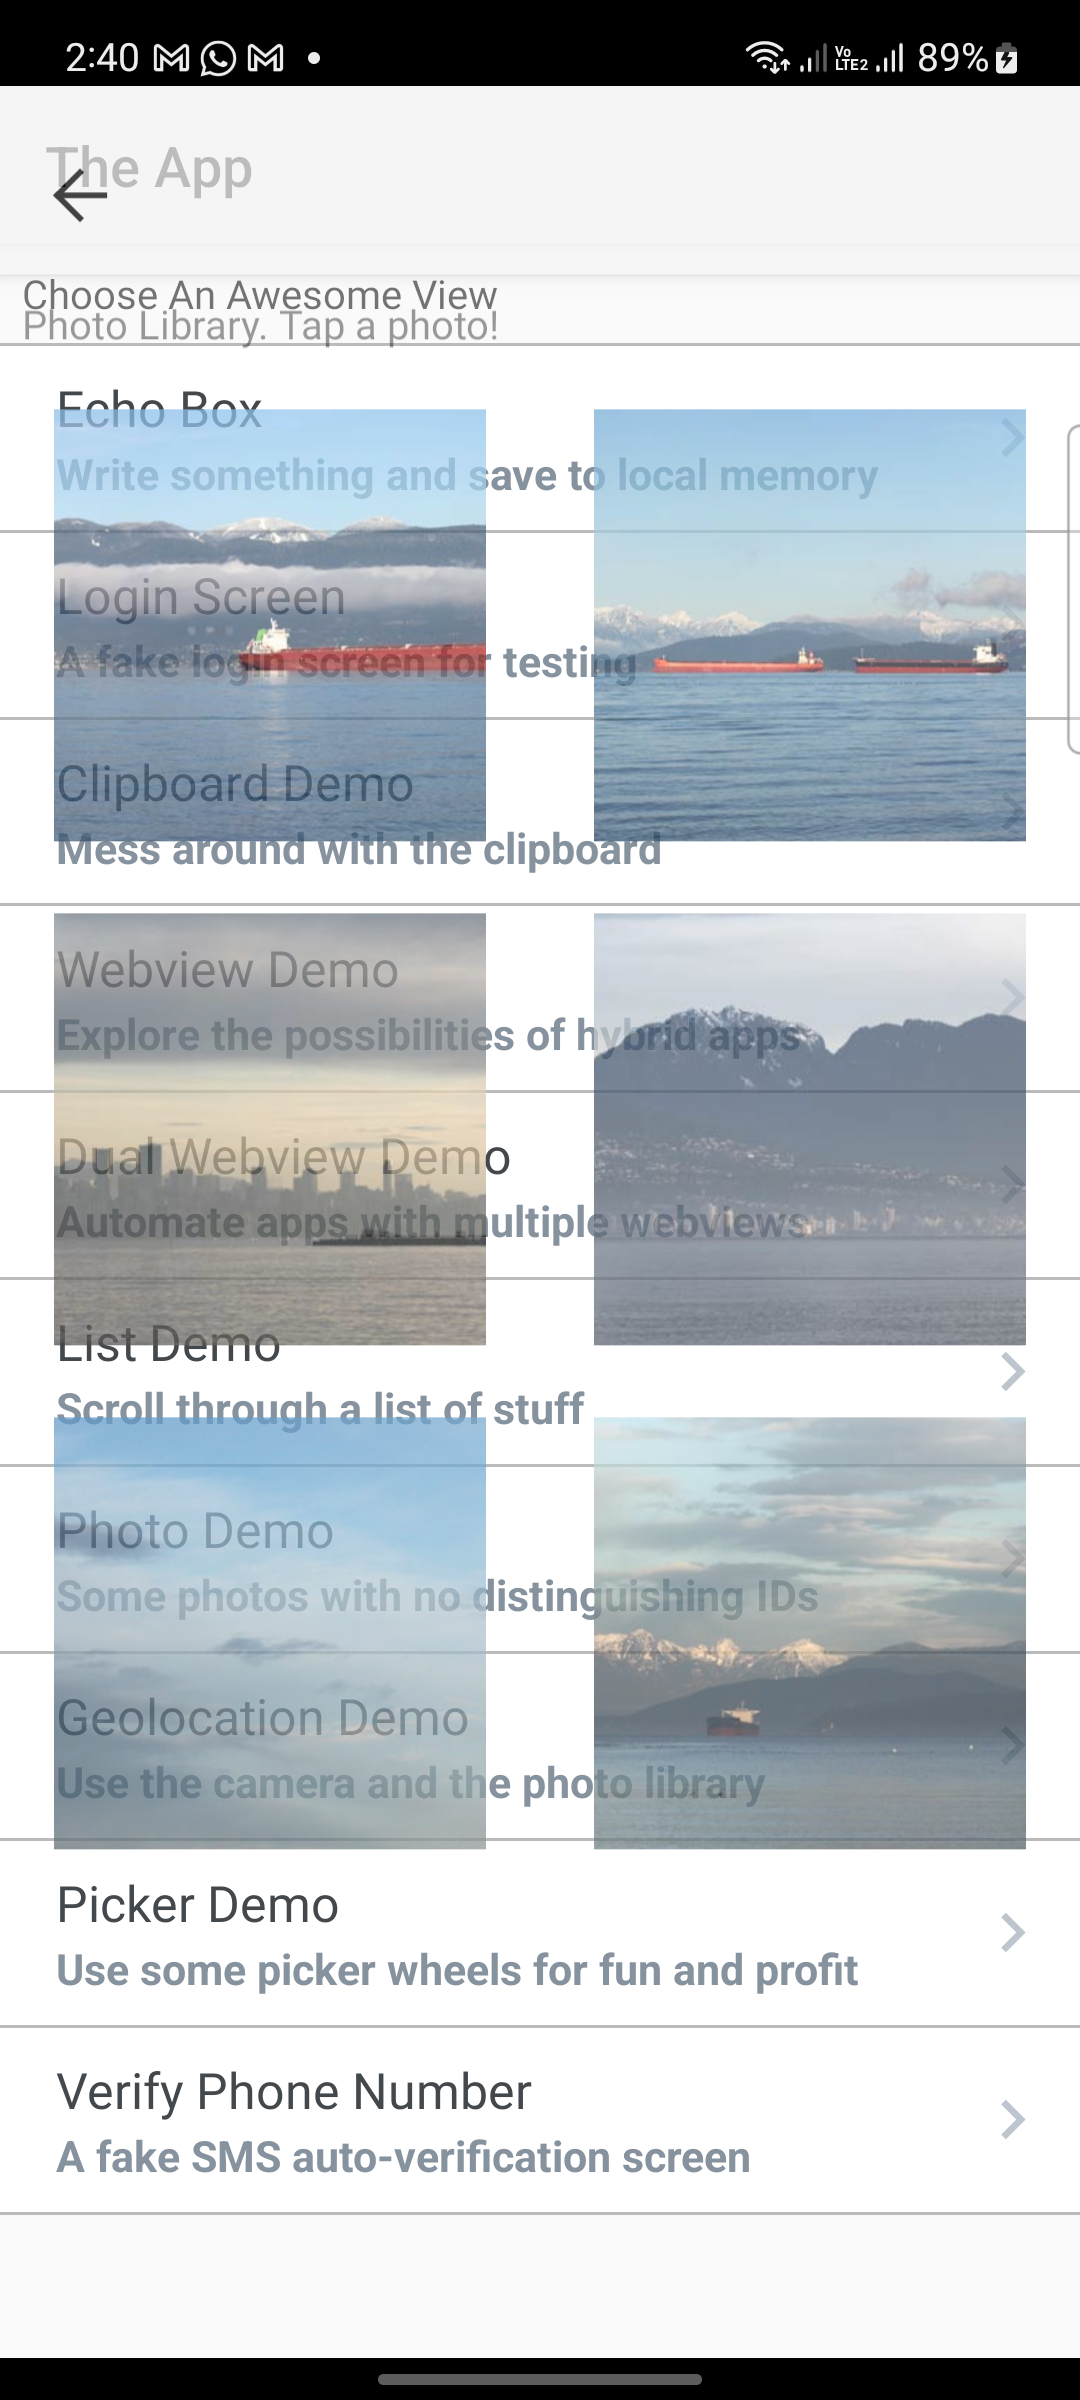 2:40
Vo
LTE2
89%
The App
Choose An Awesome View
Photo Library. Tap a photo!
Echo Box
Write something and save to local memory
Login Screen
A fake login screen for testing
Clipboard Demo
Mess around with the clipboard
Webview Demo
Explore the possibilities of hybrid apps
Dual Webview Demo
Automate apps with multiple webviews
List Demo
Scroll through a list of stuff
Photo Demo
Some photos with no distinguishing IDs
Geolocation Demo
Use the camera and the photo library
Picker Demo
Use some picker wheels for fun and profit
Verify Phone Number
A fake SMS auto-verification screen